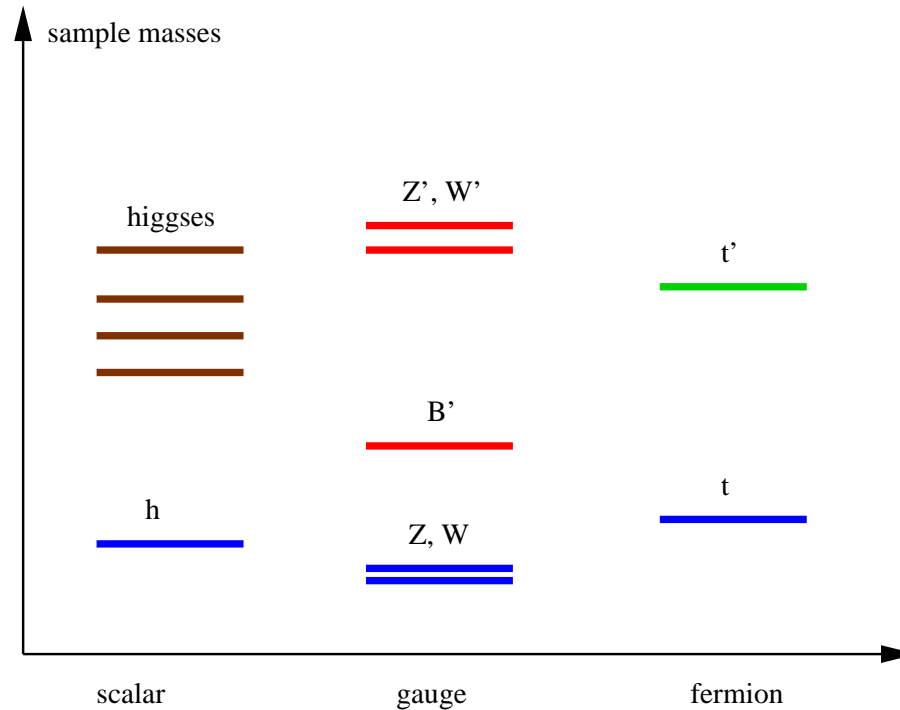 sample masses
Z', W'
higgses
t'
B'
t
h
Z, W
scalar
gauge
fermion